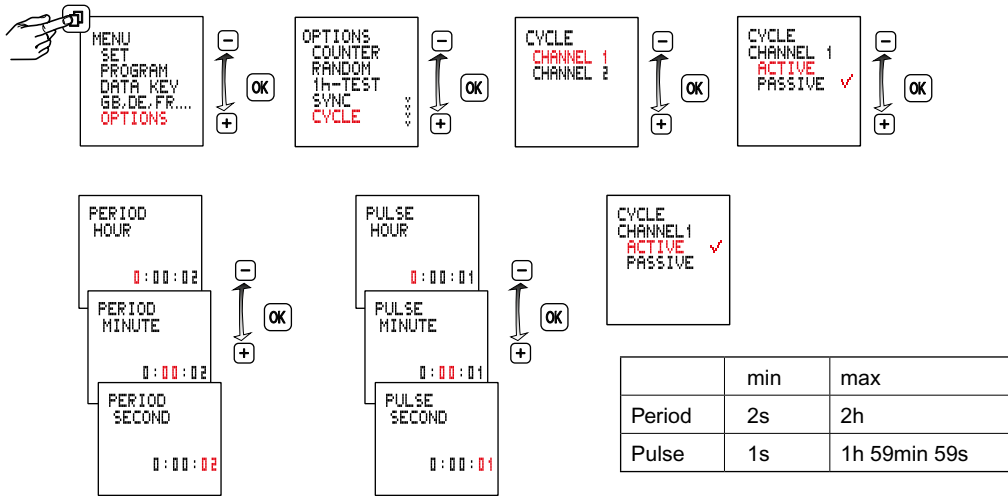 MENU
SET
PROGRAM
DATA KEY
GB,DE,FR....
OPTIONS
-
OK
+
OPTIONS
COUNTER
RANDOM
1h-TEST
SYNC
CYCLE
-
OK
+
CYCLE
CHANNEL 1
CHANNEL 2
-
OK
+
CYCLE
CHANNEL 1
ACTIVE
PASSIVE ✓
-
OK
+
PERIOD
HOUR
0:00:02
PERIOD
MINUTE
0:00:02
PERIOD
SECOND
0:00:02
-
OK
+
PULSE
HOUR
0:00:01
PULSE
MINUTE
0:00:01
PULSE
SECOND
0:00:01
-
OK
+
CYCLE
CHANNEL1
ACTIVE ✓
PASSIVE
min max
Period 2s 2h
Pulse 1s 1h 59min 59s